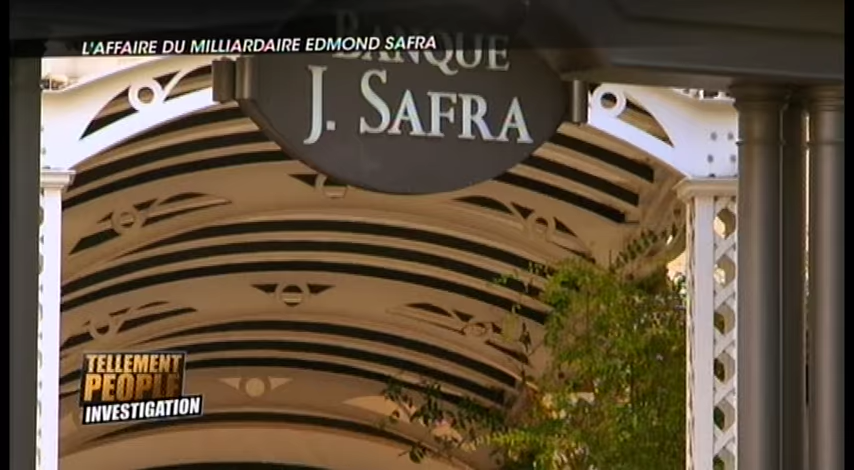 L'AFFAIRE DU MILLIARDAIRE EDMOND SAFRA
BANQUE
J. SAFRA
TELLEMENT
PEOPLE
INVESTIGATION